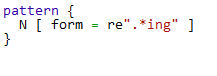 pattern {
  N [ form = re".*ing" ]
}